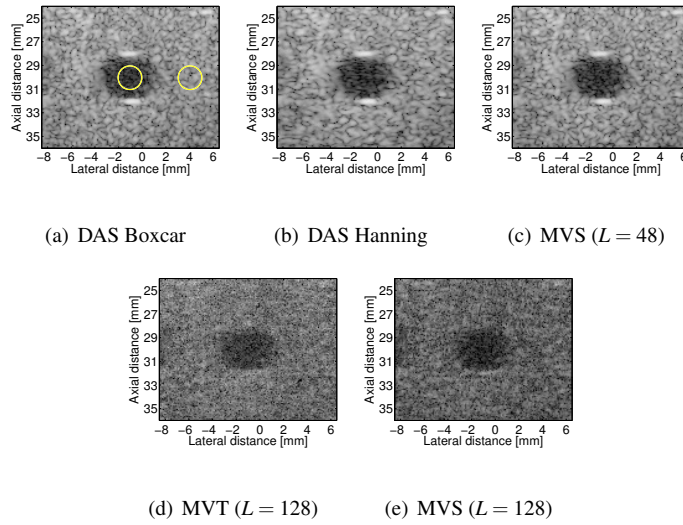 Axial distance [mm]
25
27
29
31
33
35
−8 −6 −4 −2 0 2 4 6
Lateral distance [mm]
(a) DAS Boxcar
Axial distance [mm]
25
27
29
31
33
35
−8 −6 −4 −2 0 2 4 6
Lateral distance [mm]
(b) DAS Hanning
Axial distance [mm]
25
27
29
31
33
35
−8 −6 −4 −2 0 2 4 6
Lateral distance [mm]
(c) MVS (L = 48)
Axial distance [mm]
25
27
29
31
33
35
−8 −6 −4 −2 0 2 4 6
Lateral distance [mm]
(d) MVT (L = 128)
Axial distance [mm]
25
27
29
31
33
35
−8 −6 −4 −2 0 2 4 6
Lateral distance [mm]
(e) MVS (L = 128)